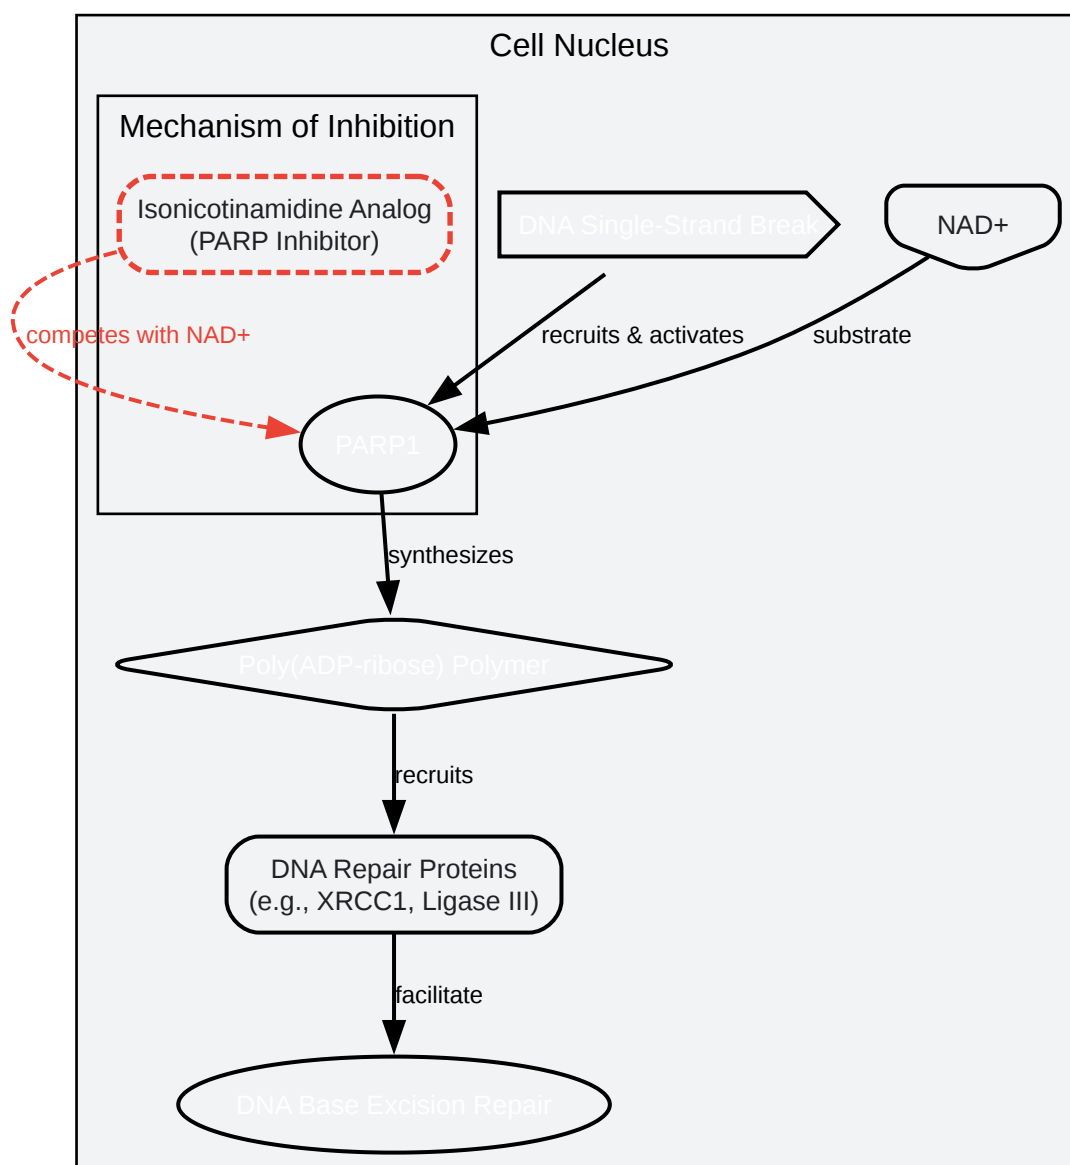 Cell Nucleus
Mechanism of Inhibition
Isonicotinamidine Analog
(PARP Inhibitor)
DNA Single-Strand Break
NAD+
competes with NAD+
recruits & activates
substrate
PARP1
synthesizes
Poly(ADP-ribose) Polymer
recruits
DNA Repair Proteins
(e.g., XRCC1, Ligase III)
facilitate
DNA Base Excision Repair